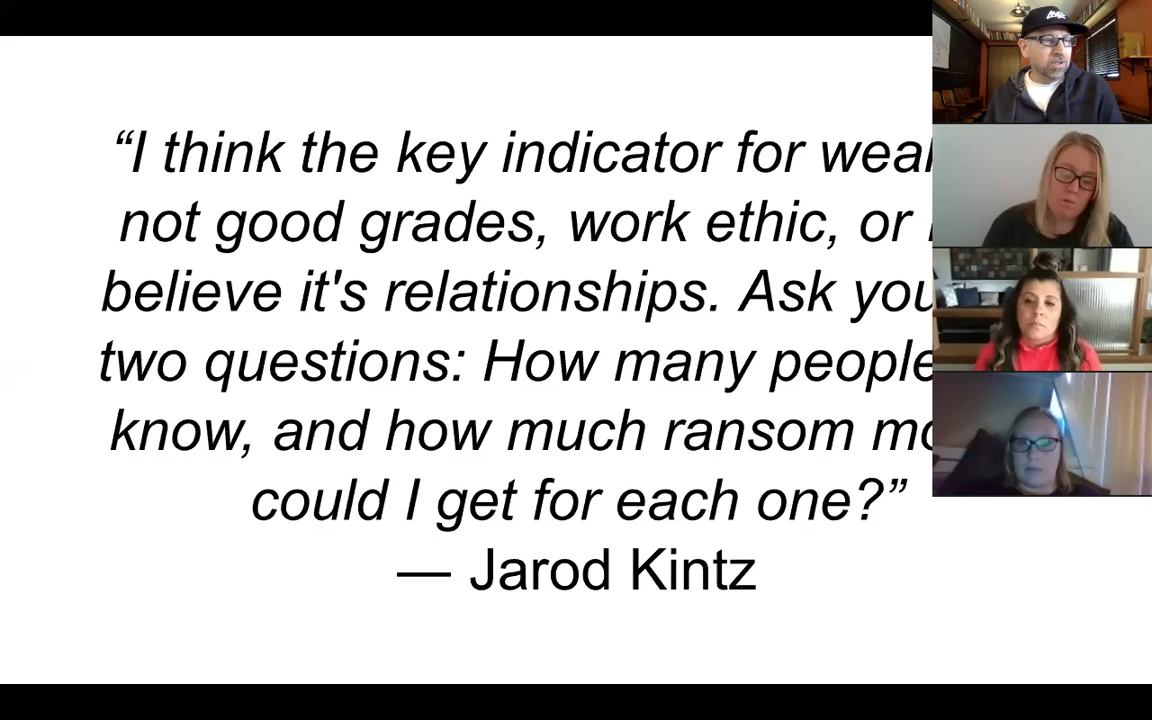 “I think the key indicator for
not good grades, work ethic, or
believe it's relationships. Ask
two questions: How many people
know, and how much ransom
could I get for each one?”
— Jarod Kintz